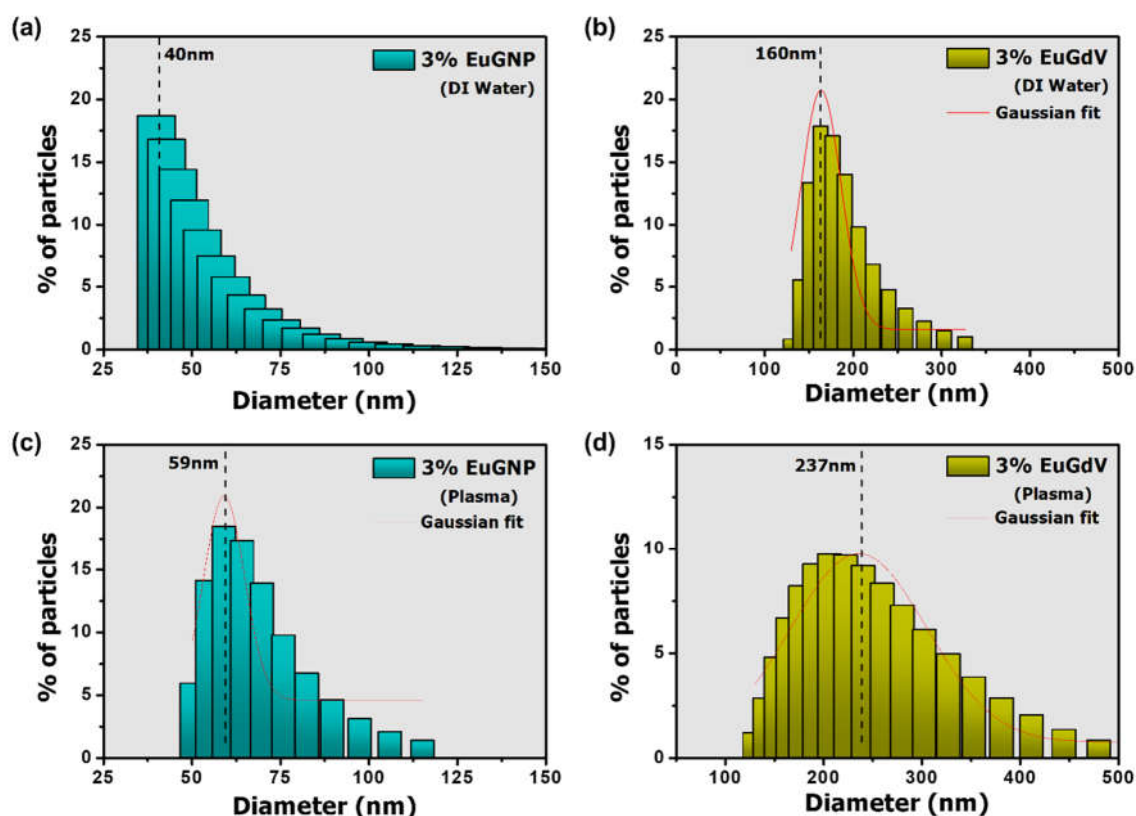 (a)
25
20
15
10
5
0
% of particles
40nm
3% EuGNP
(DI Water)
25 50 75 100 125 150
Diameter (nm)
(b)
25
20
15
10
5
0
% of particles
160nm
3% EuGdV
(DI Water)
Gaussian fit
0 100 200 300 400 500
Diameter (nm)
(c)
25
20
15
10
5
0
% of particles
59nm
3% EuGNP
(Plasma)
Gaussian fit
25 50 75 100 125 150
Diameter (nm)
(d)
15
10
5
0
% of particles
237nm
3% EuGdV
(Plasma)
Gaussian fit
100 200 300 400 500
Diameter (nm)